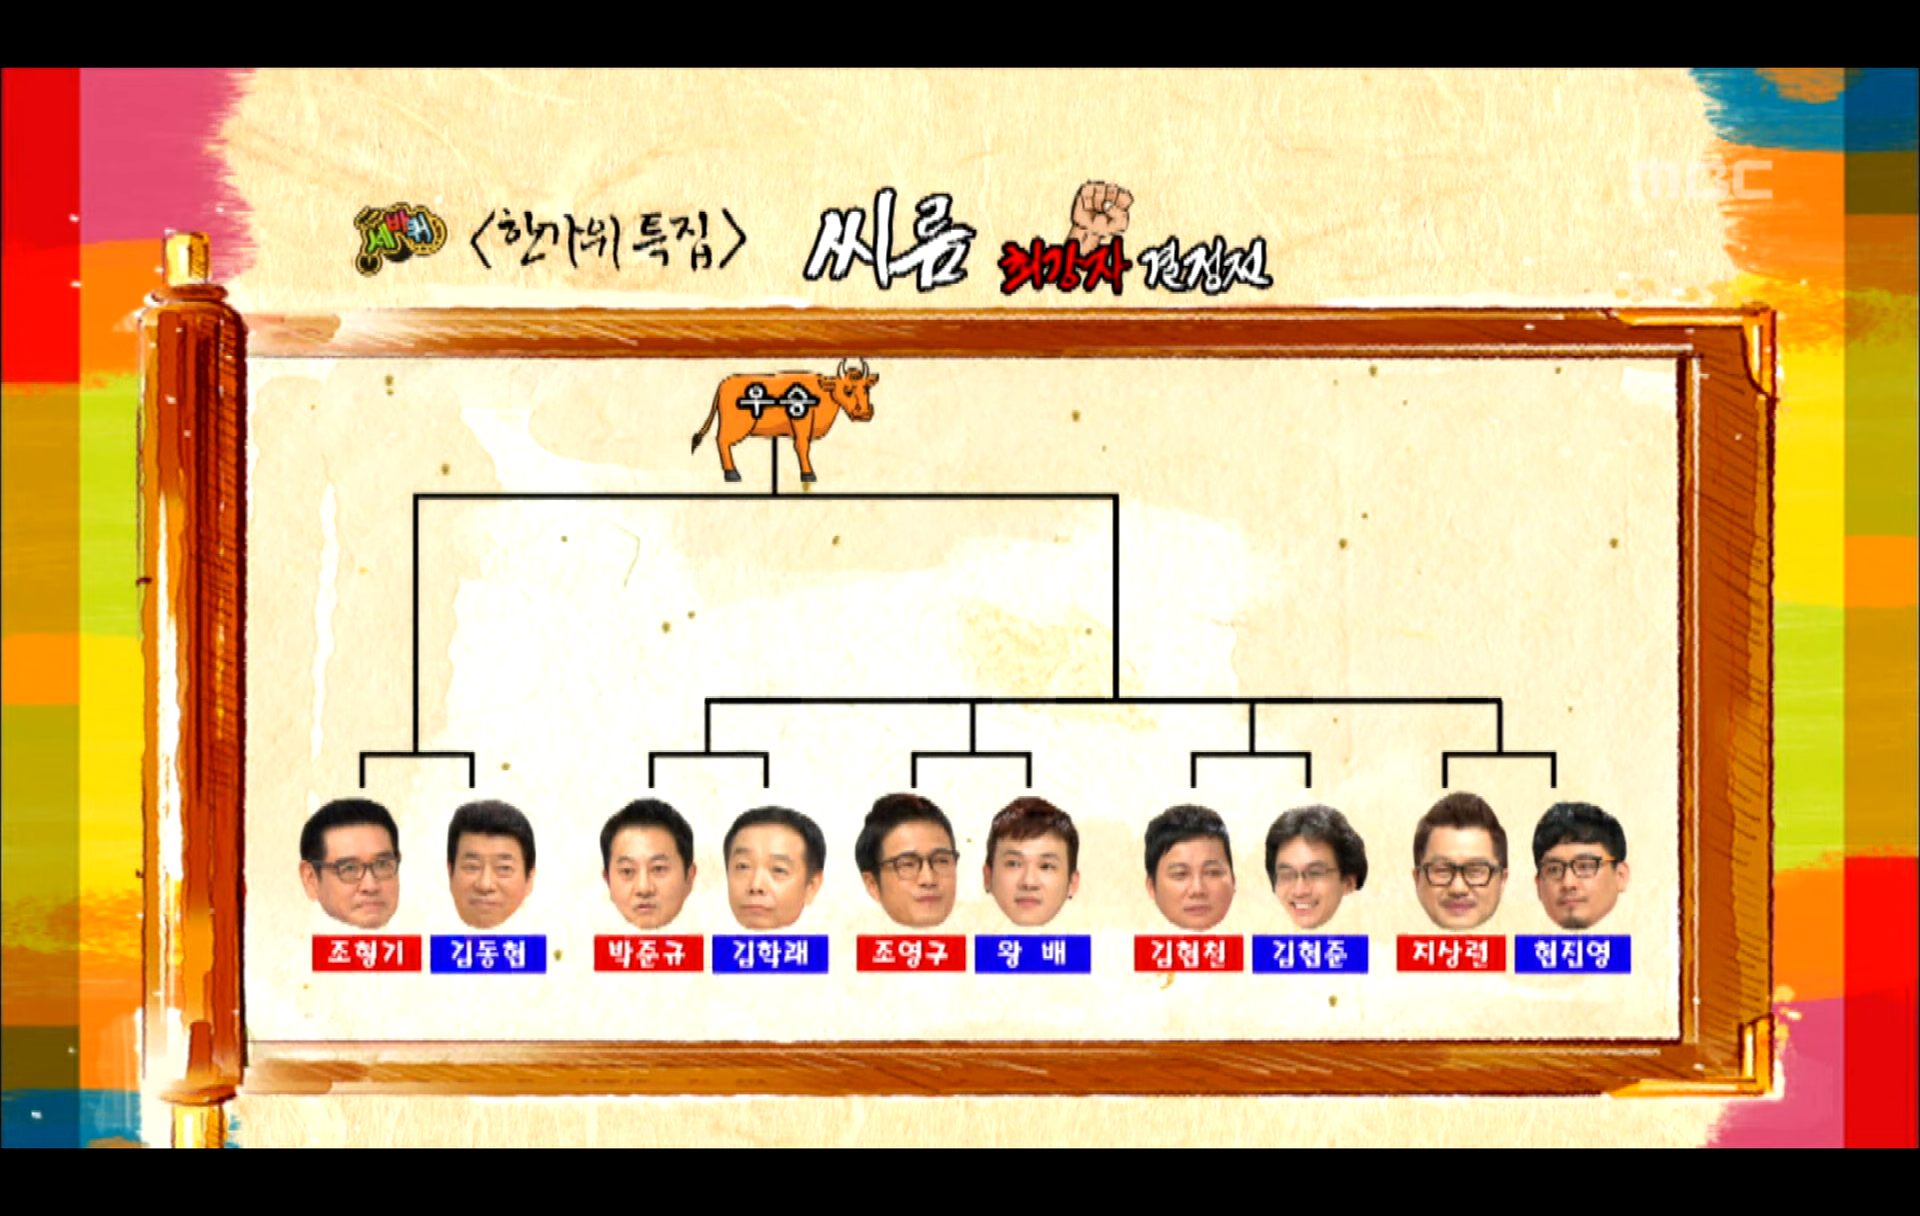 세바퀴 <한가위 특집> 씨름 최강자 결정전
MBC
우승
조형기 김동현 박준규 김학래 조영구 왕 배 김현철 김현준 지상렬 현진영